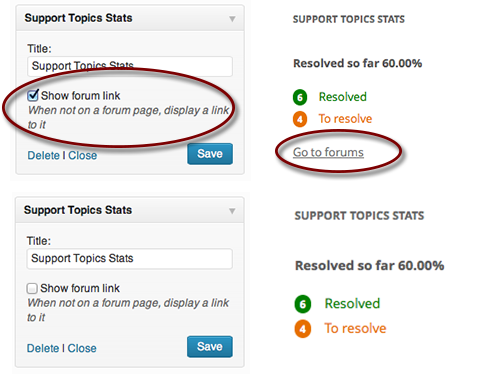 Support Topics Stats
Title:
Support Topics Stats
Show forum link
When not on a forum page, display a link
to it
Delete | Close
Save
SUPPORT TOPICS STATS
Resolved so far 60.00%
6 Resolved
4 To resolve
Go to forums
Support Topics Stats
Title:
Support Topics Stats
Show forum link
When not on a forum page, display a link
to it
Delete | Close
Save
SUPPORT TOPICS STATS
Resolved so far 60.00%
6 Resolved
4 To resolve